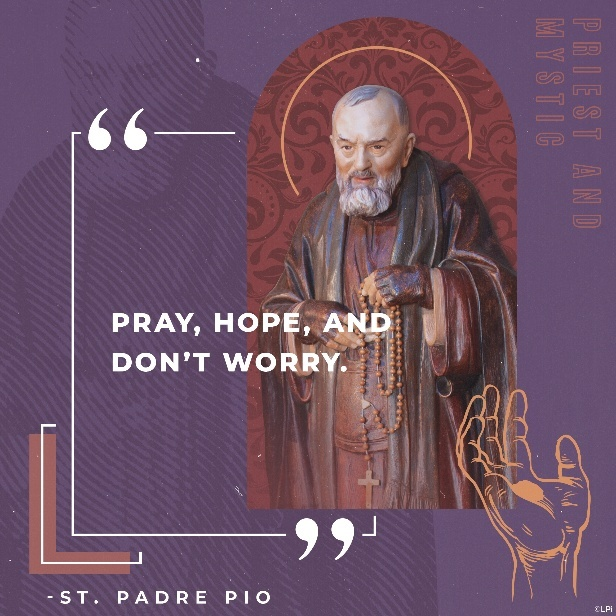 PRIEST AND
MYSTIC
“
PRAY, HOPE, AND
DON’T WORRY.
”
-ST. PADRE PIO
©LPi